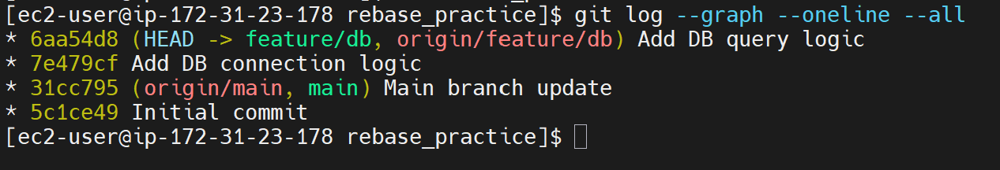 [ec2-user@ip-172-31-23-178 rebase_practice]$ git log --graph --oneline --all
* 6aa54d8 (HEAD -> feature/db, origin/feature/db) Add DB query logic
* 7e479cf Add DB connection logic
* 31cc795 (origin/main, main) Main branch update
* 5c1ce49 Initial commit
[ec2-user@ip-172-31-23-178 rebase_practice]$